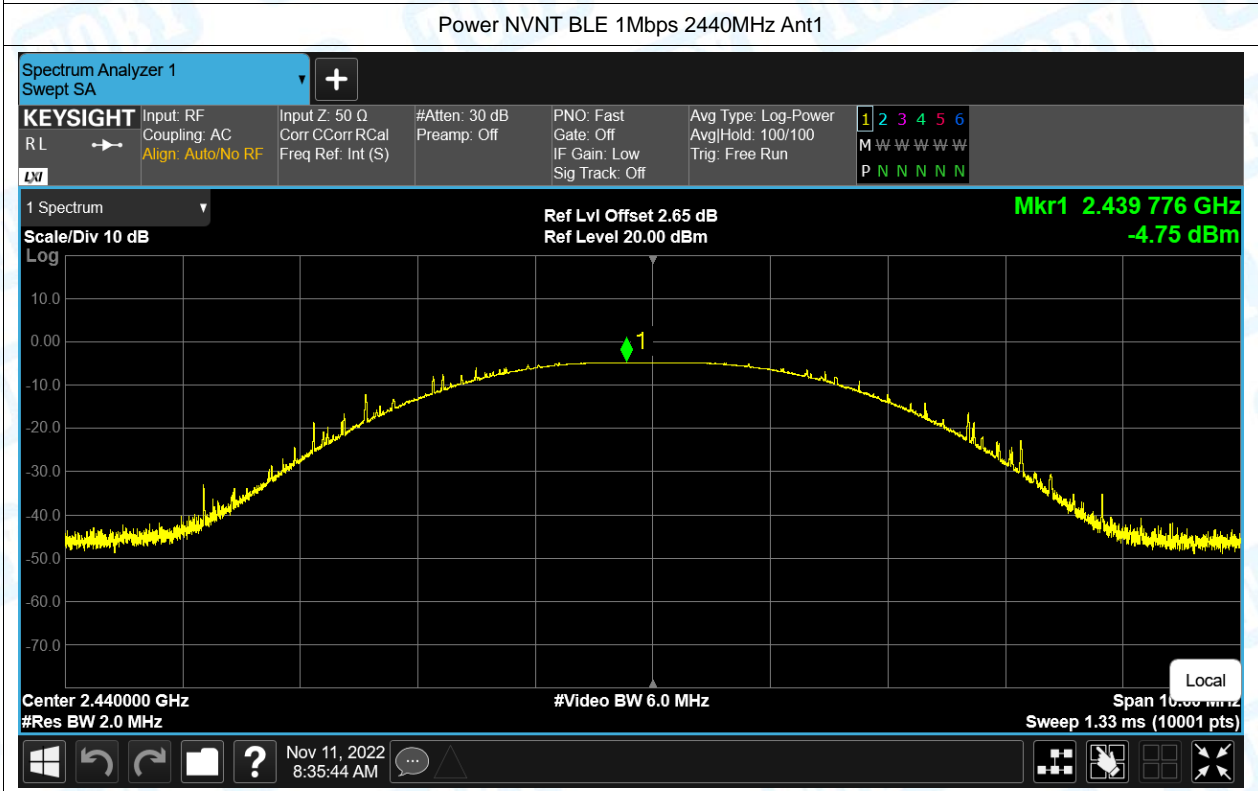 Power NVNT BLE 1Mbps 2440MHz Ant1
Spectrum Analyzer 1
Swept SA
KEYSIGHT
R L
LXI
Input: RF
Coupling: AC
Align: Auto/No RF
Input Z: 50 Ω
Corr CCorr RCal
Freq Ref: Int (S)
#Atten: 30 dB
Preamp: Off
PNO: Fast
Gate: Off
IF Gain: Low
Sig Track: Off
Avg Type: Log-Power
Avg|Hold: 100/100
Trig: Free Run
1 2 3 4 5 6
M W W W W W
P N N N N N
1 Spectrum
Scale/Div 10 dB
Log
Ref Lvl Offset 2.65 dB
Ref Level 20.00 dBm
Mkr1 2.439 776 GHz
-4.75 dBm
10.0
0.00
-10.0
-20.0
-30.0
-40.0
-50.0
-60.0
-70.0
1
Local
Center 2.440000 GHz
#Res BW 2.0 MHz
#Video BW 6.0 MHz
Span 10.00 MHz
Sweep 1.33 ms (10001 pts)
?
Nov 11, 2022
8:35:44 AM